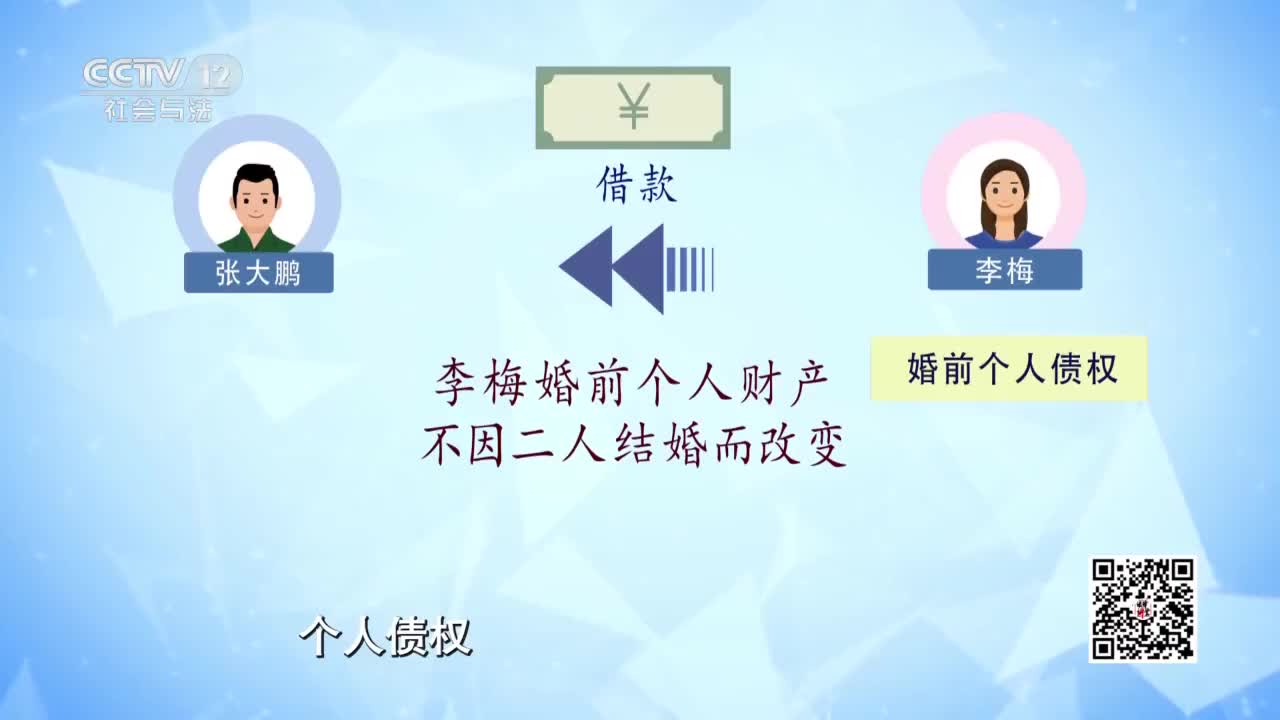 CCTV 12
社会与法
¥
借款
张大鹏
李梅
婚前个人债权
李梅婚前个人财产
不因二人结婚而改变
个人债权